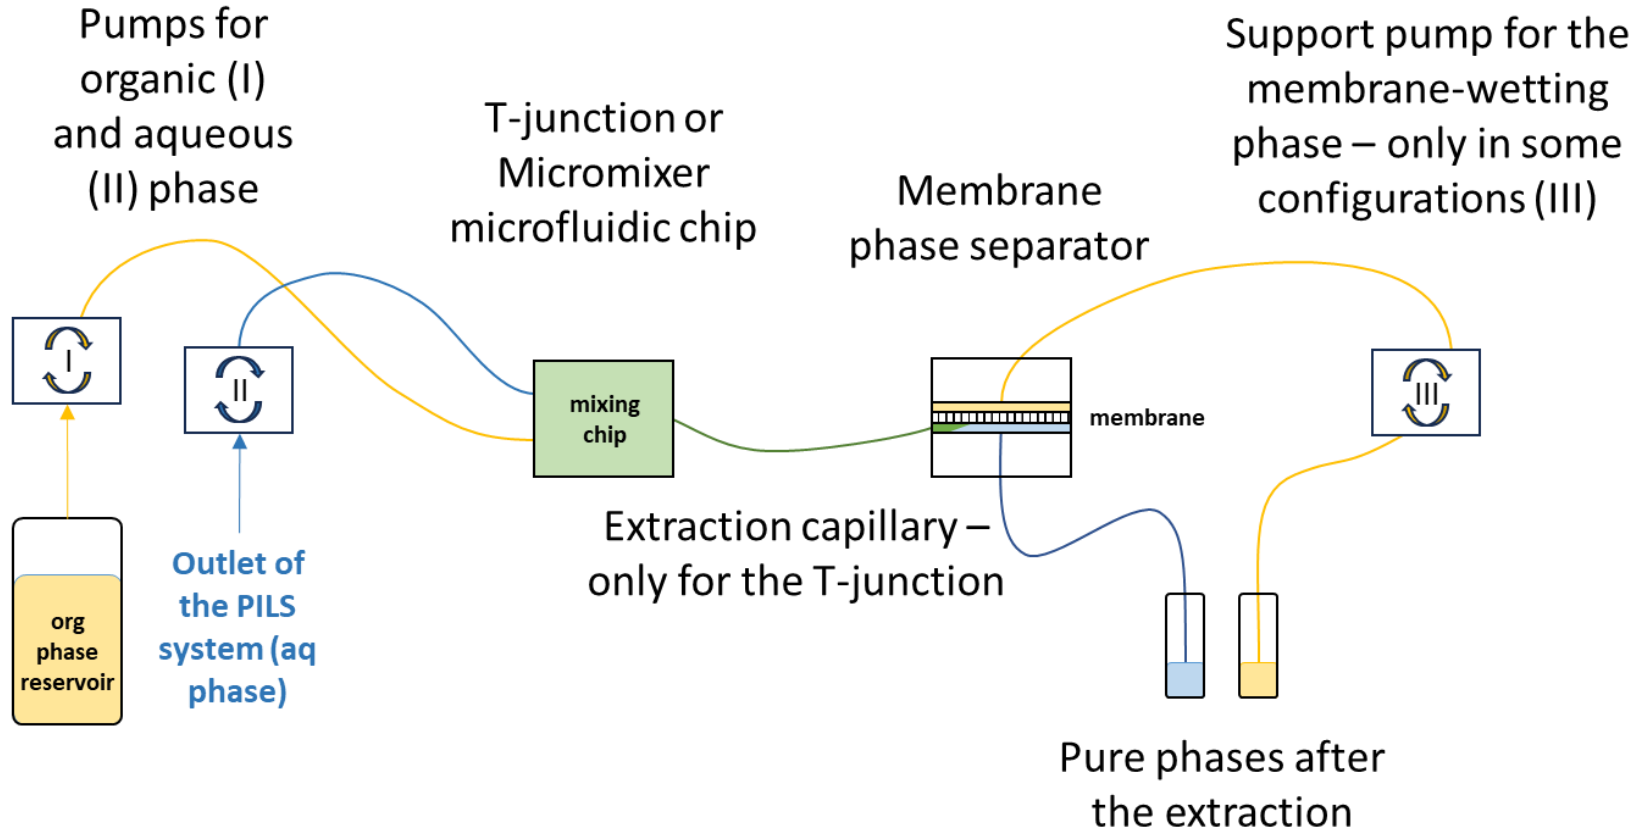 Pumps for
organic (I)
and aqueous
(II) phase
T-junction or
Micromixer
microfluidic chip
Membrane
phase separator
Support pump for the
membrane-wetting
phase – only in some
configurations (III)
I
II
III
mixing
chip
membrane
Extraction capillary –
only for the T-junction
Outlet of
the PILS
system (aq
phase)
org
phase
reservoir
Pure phases after
the extraction